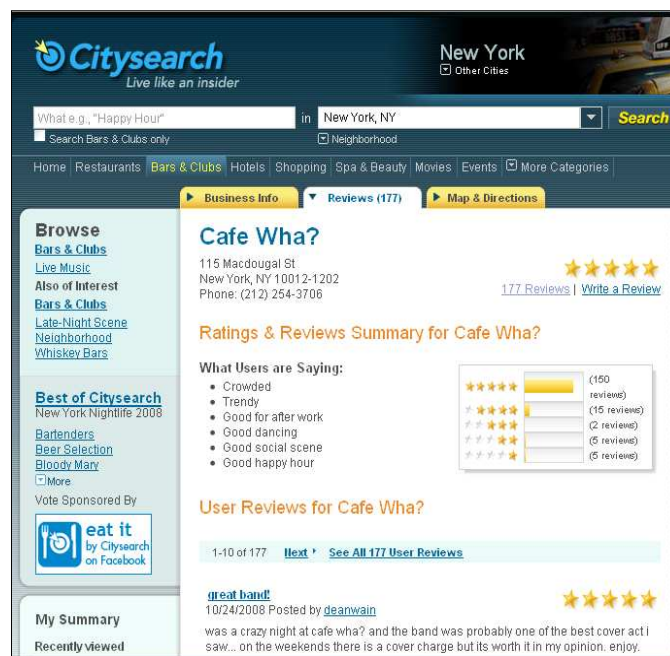 Citysearch
Live like an insider
New York
Other Cities
What e.g., "Happy Hour"
in
New York, NY
Search
Search Bars & Clubs only
Neighborhood
Home Restaurants Bars & Clubs Hotels Shopping Spa & Beauty Movies Events More Categories
Business Info
Reviews (177)
Map & Directions
Browse
Bars & Clubs
Live Music
Also of Interest
Bars & Clubs
Late-Night Scene
Neighborhood
Whiskey Bars
Best of Citysearch
New York Nightlife 2008
Bartenders
Beer Selection
Bloody Mary
More
Vote Sponsored By
eat it
by Citysearch
on Facebook
My Summary
Recently viewed
Cafe Wha?
115 Macdougal St
New York, NY 10012-1202
Phone: (212) 254-3706
177 Reviews | Write a Review
Ratings & Reviews Summary for Cafe Wha?
What Users are Saying:
Crowded
Trendy
Good for after work
Good dancing
Good social scene
Good happy hour
(150
reviews)
(15 reviews)
(2 reviews)
(5 reviews)
(5 reviews)
User Reviews for Cafe Wha?
1-10 of 177 Next See All 177 User Reviews
great band!
10/24/2008 Posted by deanwain
was a crazy night at cafe wha? and the band was probably one of the best cover act i
saw... on the weekends there is a cover charge but its worth it in my opinion. enjoy.